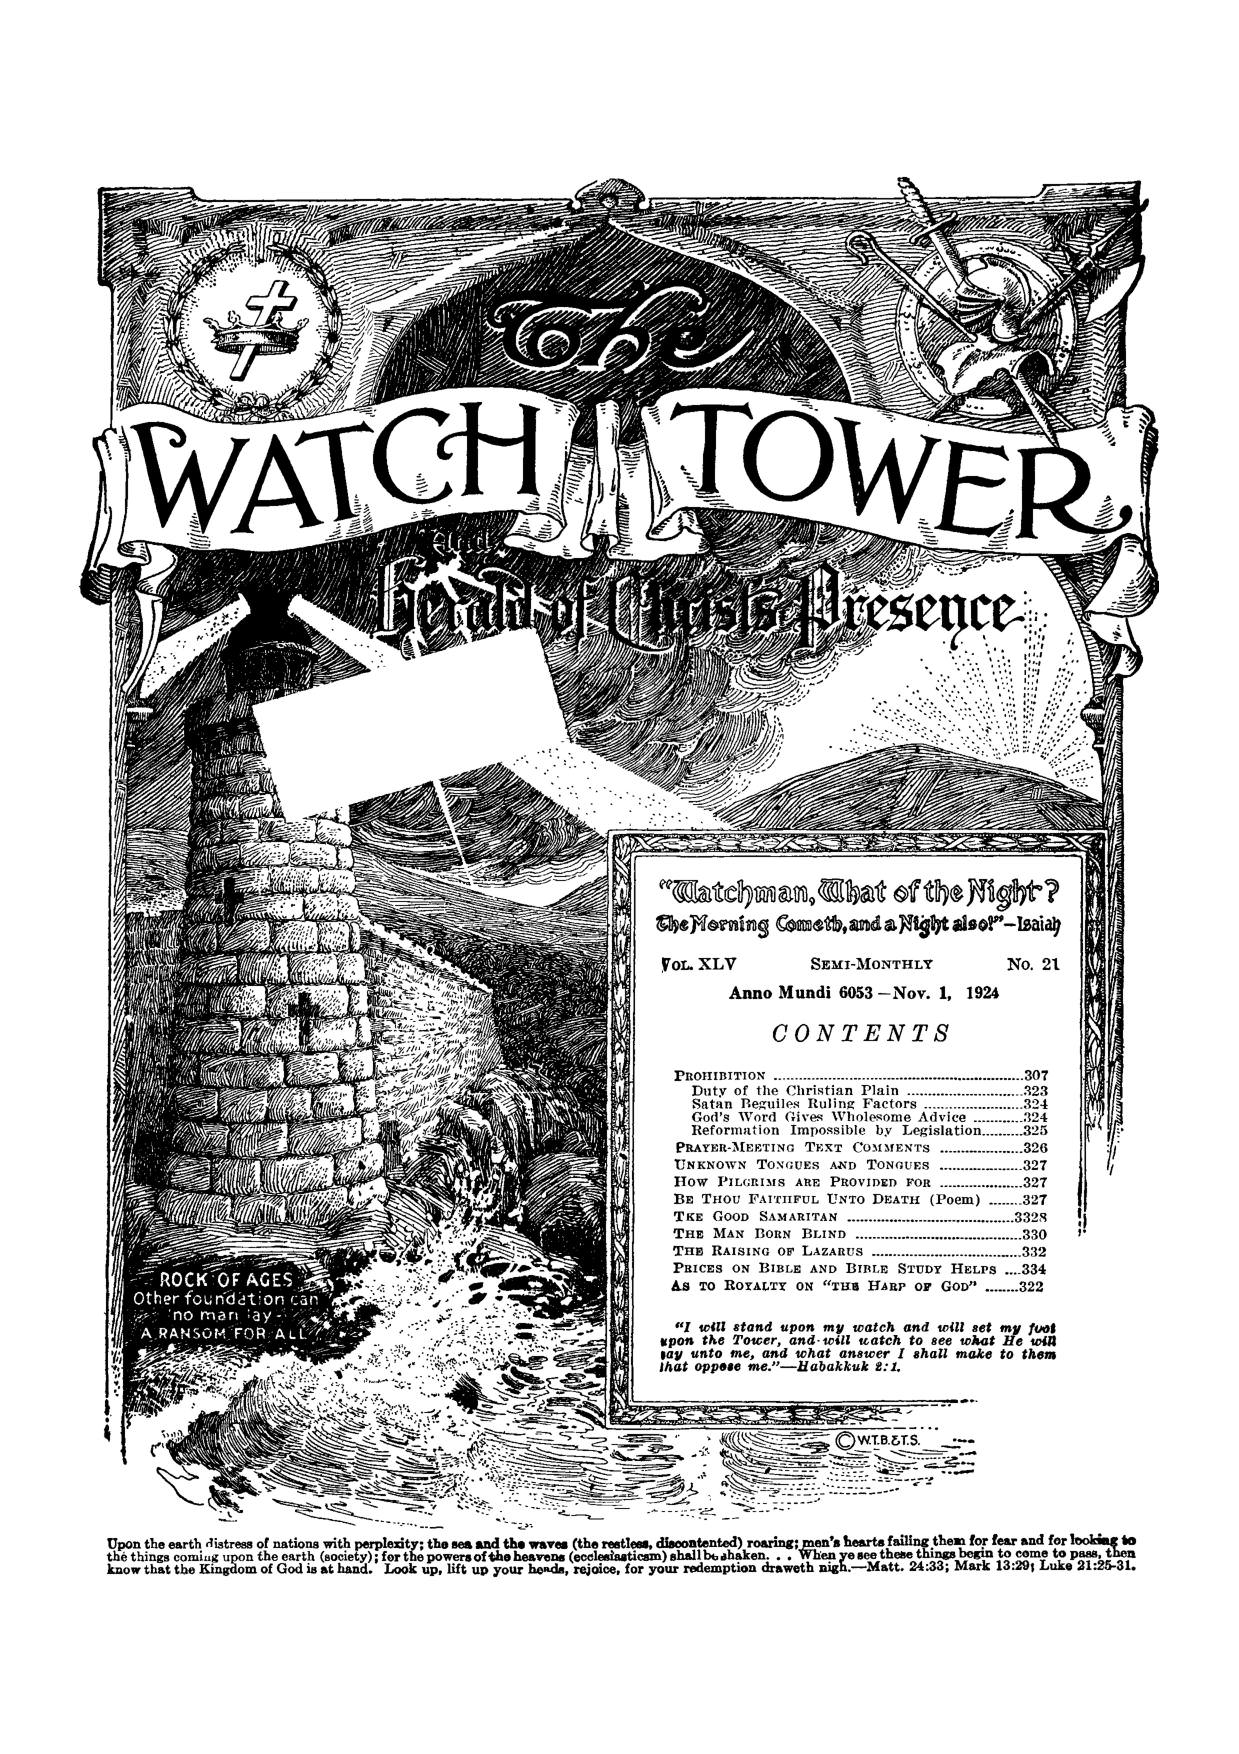 The
WATCH TOWER
And
Herald of Christ's Presence
"Watchman, What of the Night?
The Morning Cometh, and a Night also!"—Isaiah
VOL. XLV SEMI-MONTHLY No. 21
Anno Mundi 6053—Nov. 1, 1924
CONTENTS
PROHIBITION ........307
Duty of the Christian Plain ........323
Satan Beguiles Ruling Factors ........324
God's Word Gives Wholesome Advice ........324
Reformation Impossible by Legislation........325
PRAYER-MEETING TEXT COMMENTS ........326
UNKNOWN TONGUES AND TONGUES ........327
HOW PILGRIMS ARE PROVIDED FOR ........327
BE THOU FAITHFUL UNTO DEATH (Poem) ........327
TKE GOOD SAMARITAN ........3328
THE MAN BORN BLIND ........330
THE RAISING OF LAZARUS ........332
PRICES ON BIBLE AND BIBLE STUDY HELPS ....334
AS TO ROYALTY ON "THE HARP OF GOD" ........322
"I will stand upon my watch and will set my foot
upon the Tower, and will watch to see what He will
say unto me, and what answer I shall make to them
that oppose me."—Habakkuk 2:1.
ROCK OF AGES
Other foundation can
no man lay
A RANSOM FOR ALL
© W.T.B.&T.S.
Upon the earth distress of nations with perplexity; the sea and the waves (the restless, discontented) roaring; men's hearts failing them for fear and for looking to
the things coming upon the earth (society); for the powers of the heavens (ecclesiasticsm) shall be shaken. . . When ye see these things begin to come to pass, then
know that the Kingdom of God is at hand. Look up, lift up your heads, rejoice, for your redemption draweth nigh.—Matt. 24:33; Mark 13:29; Luke 21:25-31.